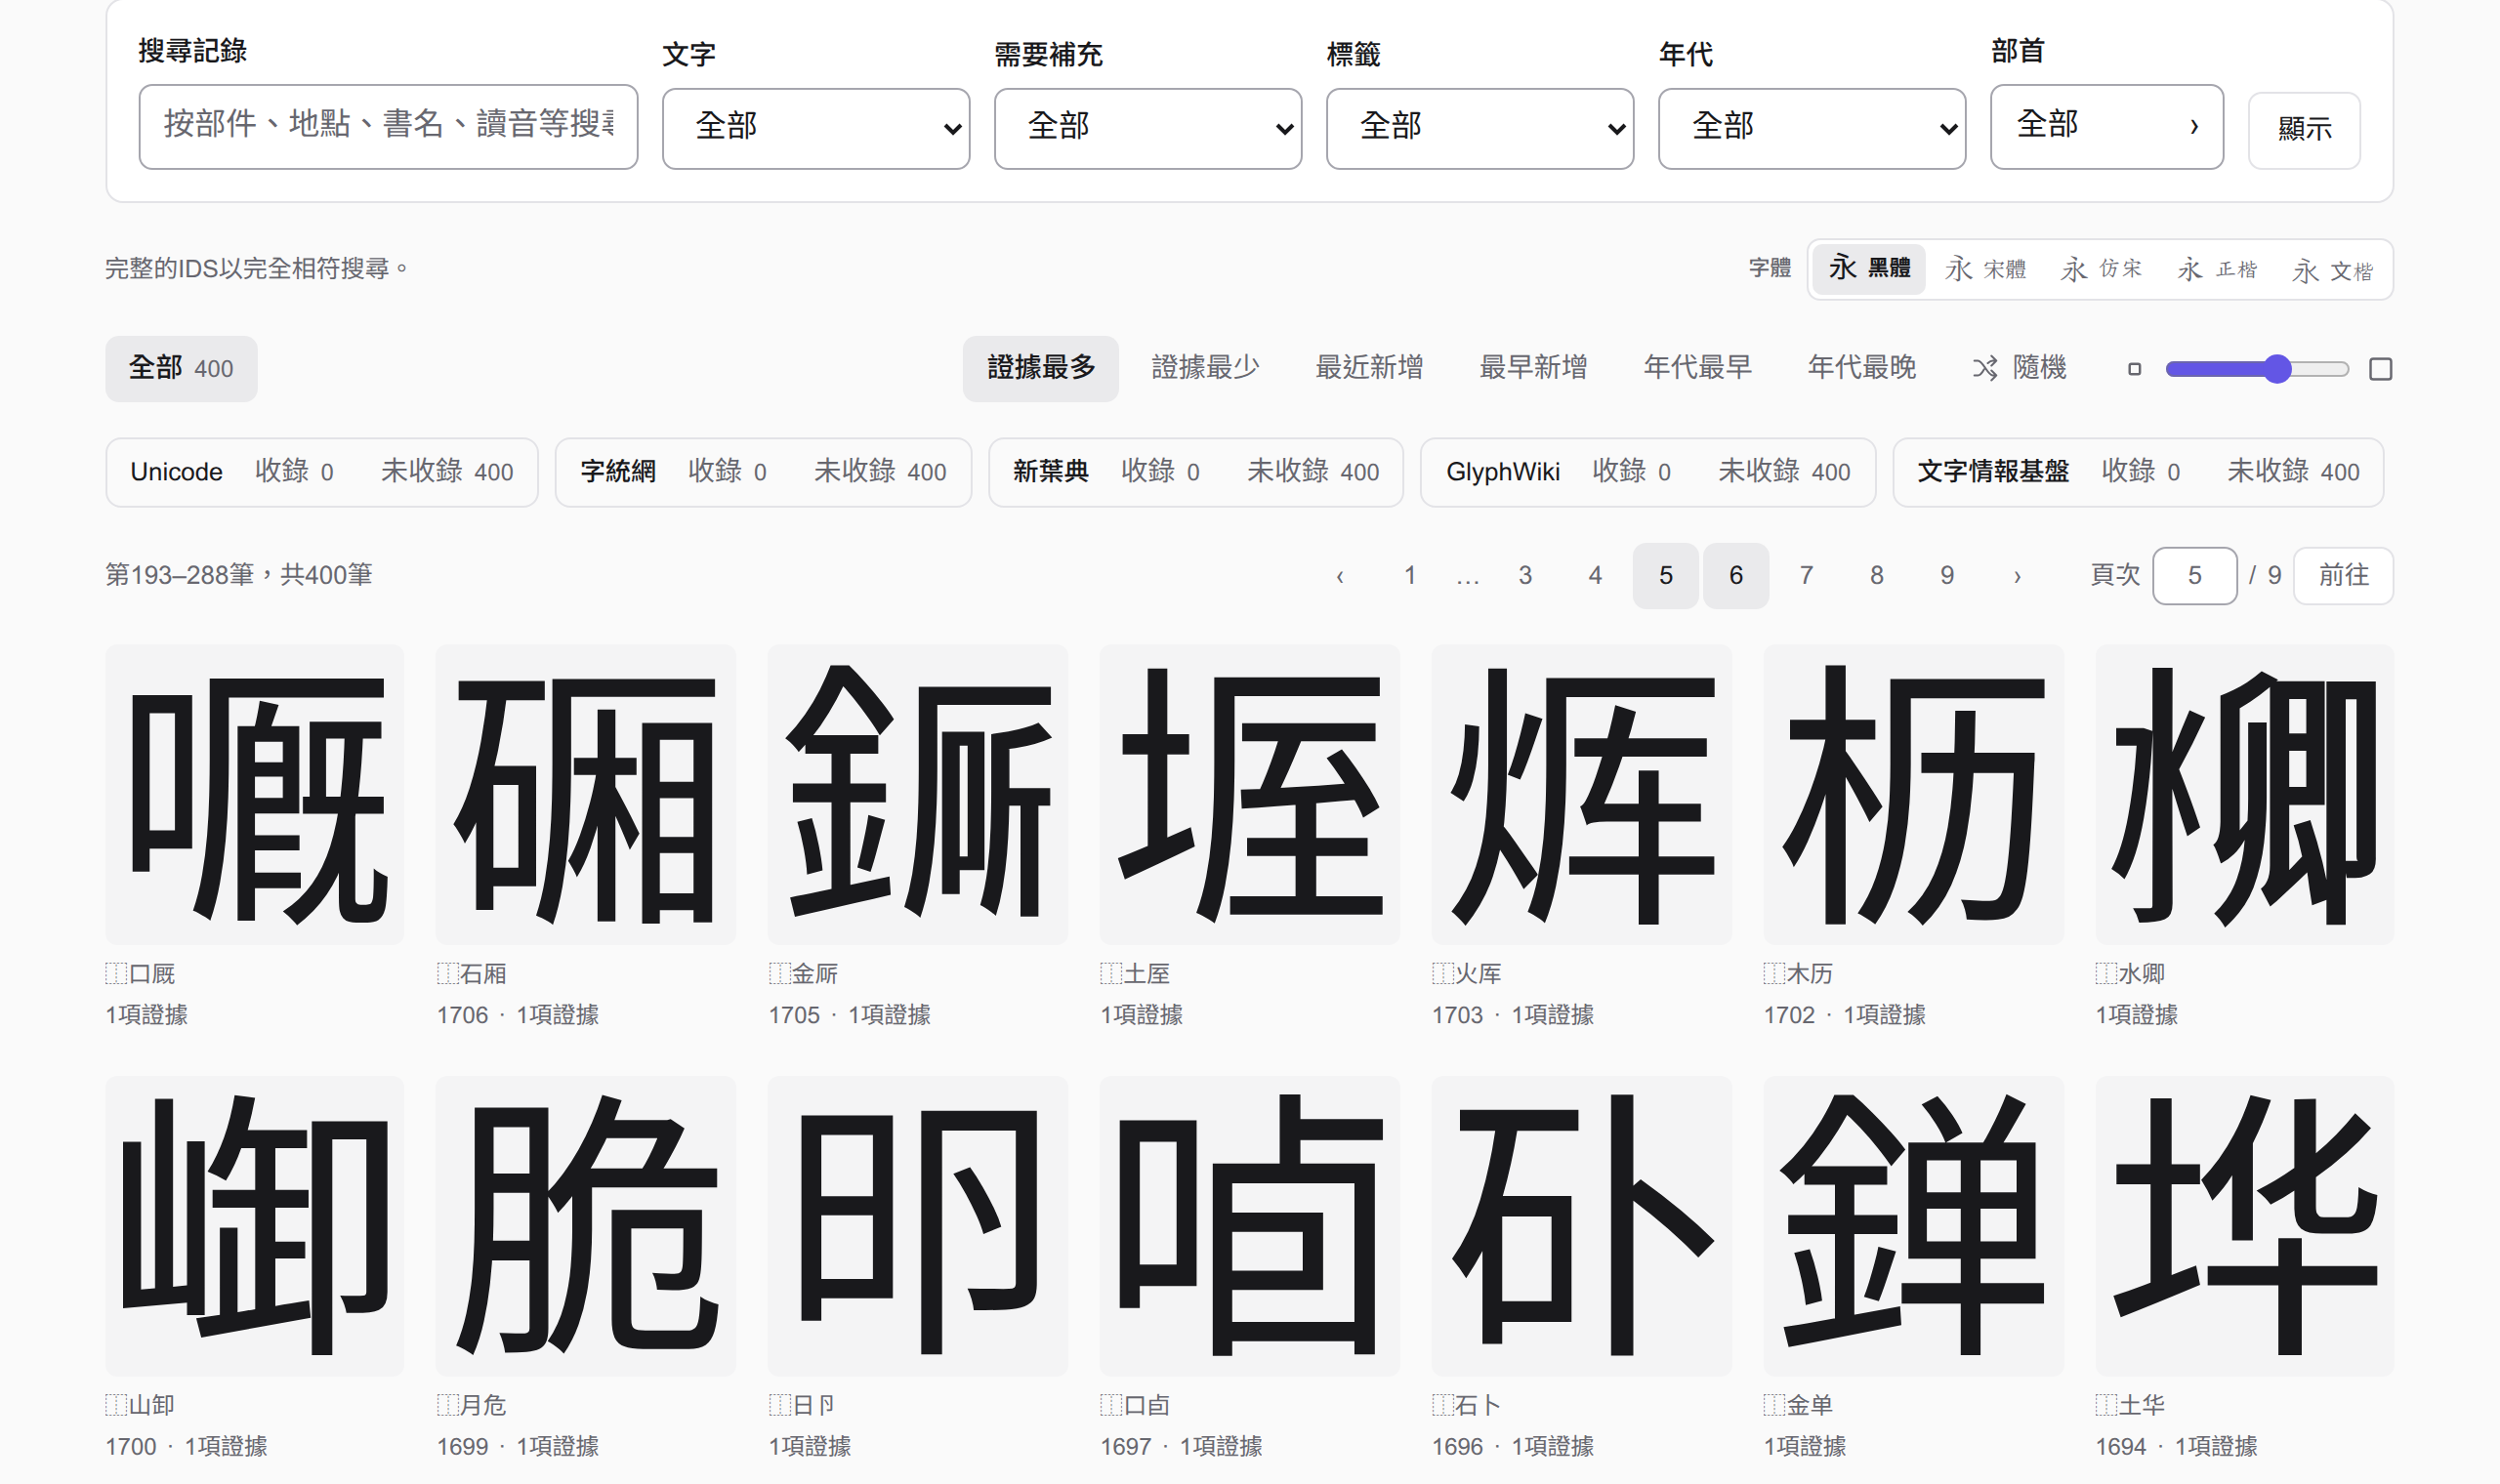 搜尋記錄
文字
需要補充
標籤
年代
部首
按部件、地點、書名、讀音等搜
全部
全部
全部
全部
全部 ›
顯示
完整的IDS以完全相符搜尋。
字體 永 黑體 永 宋體 永 仿宋 永 正楷 永 文楷
全部 400
證據最多 證據最少 最近新增 最早新增 年代最早 年代最晚 隨機
Unicode 收錄 0 未收錄 400
字統網 收錄 0 未收錄 400
新葉典 收錄 0 未收錄 400
GlyphWiki 收錄 0 未收錄 400
文字情報基盤 收錄 0 未收錄 400
第193–288筆，共400筆
‹ 1 … 3 4 5 6 7 8 9 ›
頁次 5 / 9 前往
⿰口厩
1項證據
⿰石厢
1706 · 1項證據
⿰金厛
1705 · 1項證據
⿰土厔
1項證據
⿰火厍
1703 · 1項證據
⿰木历
1702 · 1項證據
⿰水卿
1項證據
⿰山卸
1700 · 1項證據
⿰月危
1699 · 1項證據
⿰日卪
1項證據
⿰口卣
1697 · 1項證據
⿰石卜
1696 · 1項證據
⿰金单
1項證據
⿰土华
1694 · 1項證據